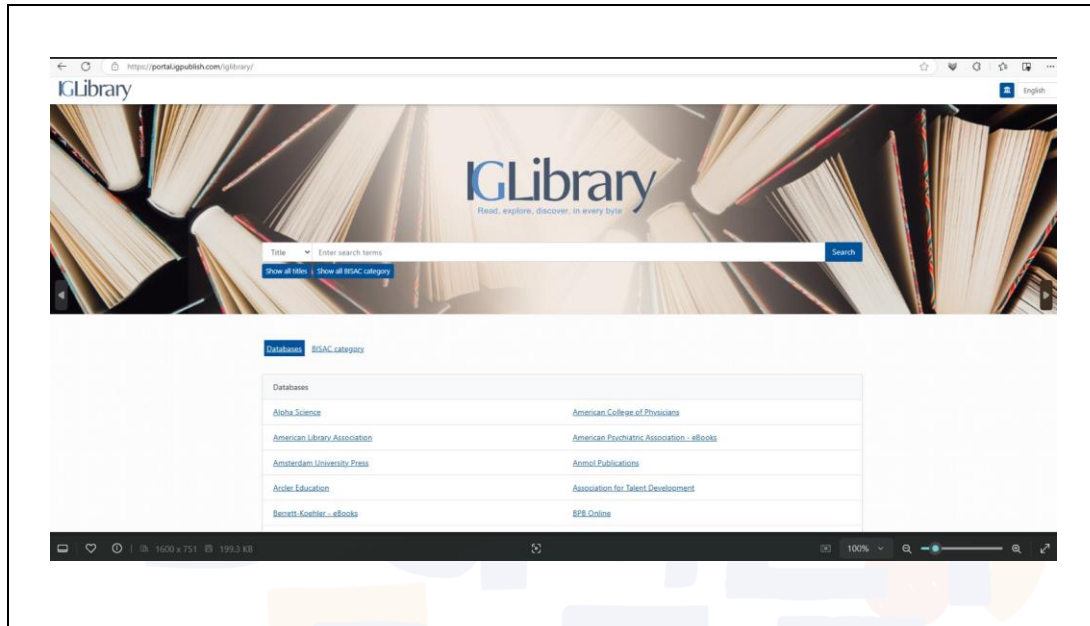 https://portal.igpublish.com/iglibrary/
IGLibrary
English
IGLibrary
Read, explore, discover, in every byte
Title Enter search terms Search
Show all titles Show all BISAC category
Databases BISAC category
Databases
Alpha Science American College of Physicians
American Library Association American Psychiatric Association - eBooks
Amsterdam University Press Anmol Publications
Arcler Education Association for Talent Development
Berrett-Koehler - eBooks BPB Online
1600 x 751 199.3 KB 100%